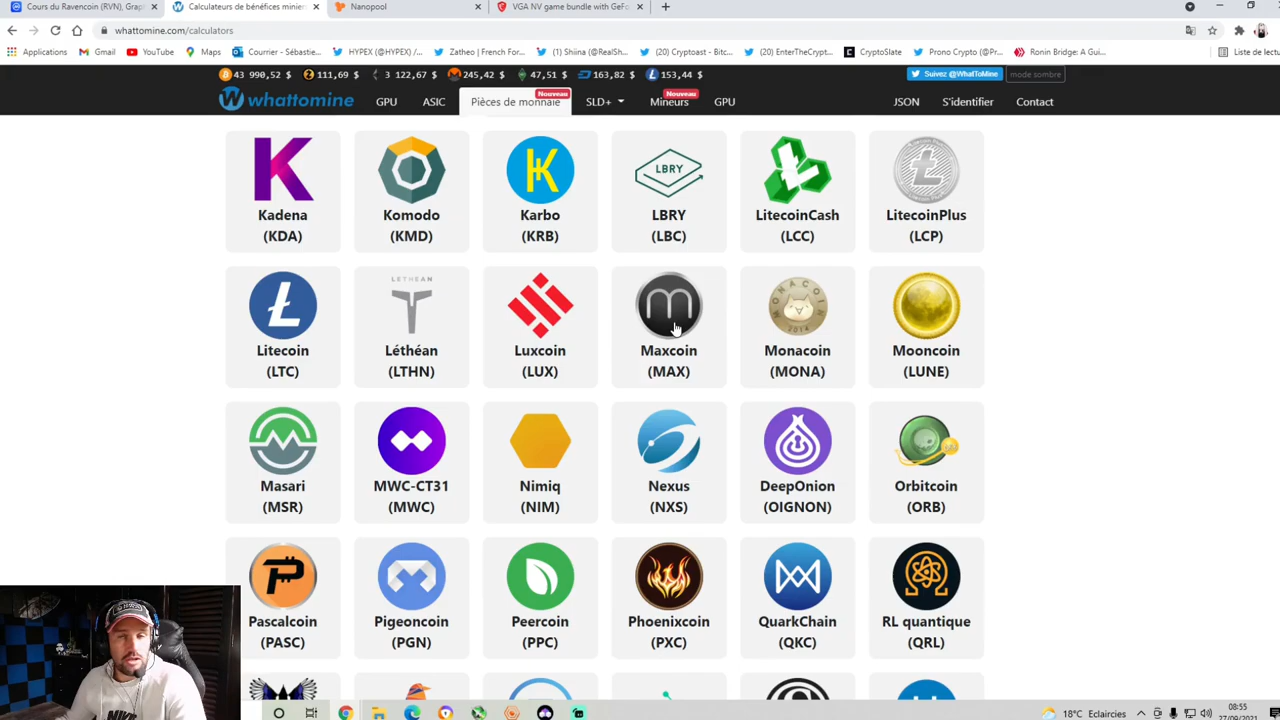 Cours du Ravencoin (RVN), Grap
Calculateurs de bénéfices minier
Nanopool
VGA NV game bundle with GeFo
whattomine.com/calculators
Applications
Gmail
YouTube
Maps
Courrier - Sébastie...
HYPEX (@HYPEX) /...
Zatheo | French For...
(1) Shiina (@RealSh...
(20) Cryptoast - Bitc...
(20) EnterTheCrypt...
CryptoSlate
Prono Crypto (@Pr...
Ronin Bridge: A Gui...
Liste de lectu
43 990,52 $
111,69 $
3 122,67 $
245,42 $
47,51 $
163,82 $
153,44 $
Suivez @WhatToMine
mode sombre
whattomine
GPU
ASIC
Pièces de monnaie
Nouveau
SLD+
Mineurs
Nouveau
GPU
JSON
S'identifier
Contact
Kadena
(KDA)
Komodo
(KMD)
Karbo
(KRB)
LBRY
LBRY
(LBC)
LitecoinCash
(LCC)
LitecoinPlus
(LCP)
Litecoin
(LTC)
LETHEAN
Léthéan
(LTHN)
Luxcoin
(LUX)
Maxcoin
(MAX)
MONACOIN
2014
Monacoin
(MONA)
Mooncoin
(LUNE)
Masari
(MSR)
MWC-CT31
(MWC)
Nimiq
(NIM)
Nexus
(NXS)
DeepOnion
(OIGNON)
Orbitcoin
(ORB)
Pascalcoin
(PASC)
Pigeoncoin
(PGN)
Peercoin
(PPC)
Phoenixcoin
(PXC)
QuarkChain
(QKC)
RL quantique
(QRL)
18°C Eclaircies
08:55
27/09/2021